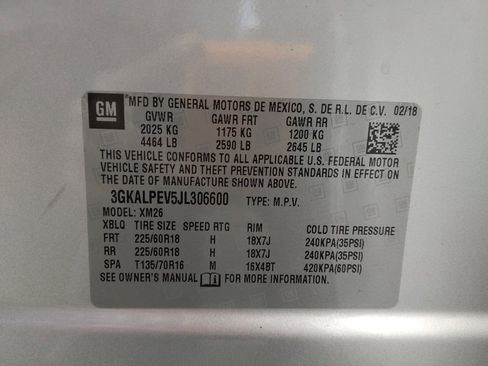 GM
MFD BY GENERAL MOTORS DE MEXICO, S. DE R.L. DE C.V. 02/18
GVWR GAWR FRT GAWR RR
2025 KG 1175 KG 1200 KG
4464 LB 2590 LB 2645 LB
THIS VEHICLE CONFORMS TO ALL APPLICABLE U.S. FEDERAL MOTOR
VEHICLE SAFETY AND THEFT PREVENTION STANDARDS IN EFFECT ON
THE DATE OF MANUFACTURE SHOWN ABOVE.
3GKALPEV5JL306600 TYPE: M.P.V.
MODEL: XM26
XBLQ TIRE SIZE SPEED RTG RIM COLD TIRE PRESSURE
FRT 225/60R18 H 18X7J 240KPA(35PSI)
RR 225/60R18 H 18X7J 240KPA(35PSI)
SPA T135/70R16 M 16X4BT 420KPA(60PSI)
SEE OWNER'S MANUAL FOR MORE INFORMATION.